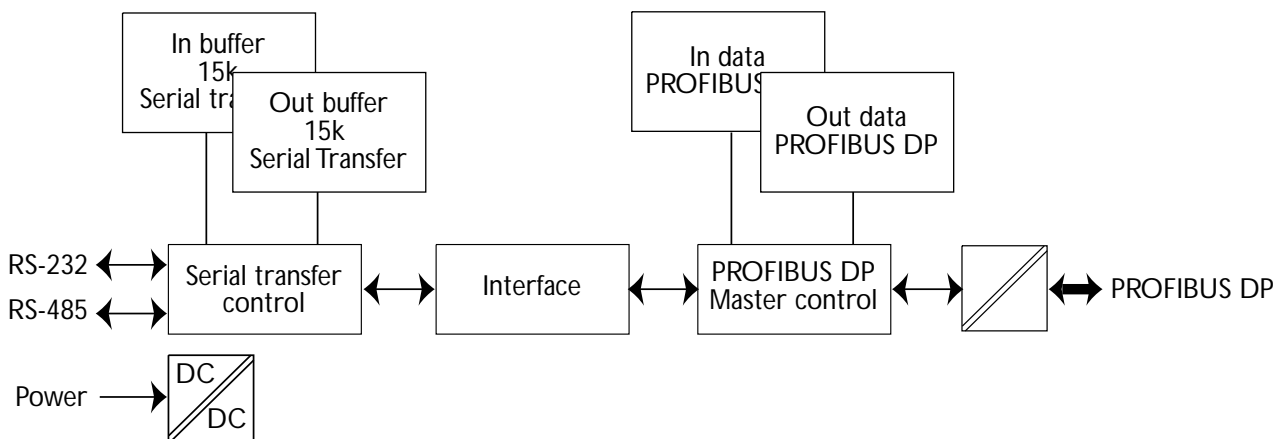 In buffer
15k
Serial tra
Out buffer
15k
Serial Transfer
In data
PROFIBUS
Out data
PROFIBUS DP
RS-232
RS-485
Serial transfer
control
Interface
PROFIBUS DP
Master control
PROFIBUS DP
Power
DC
DC